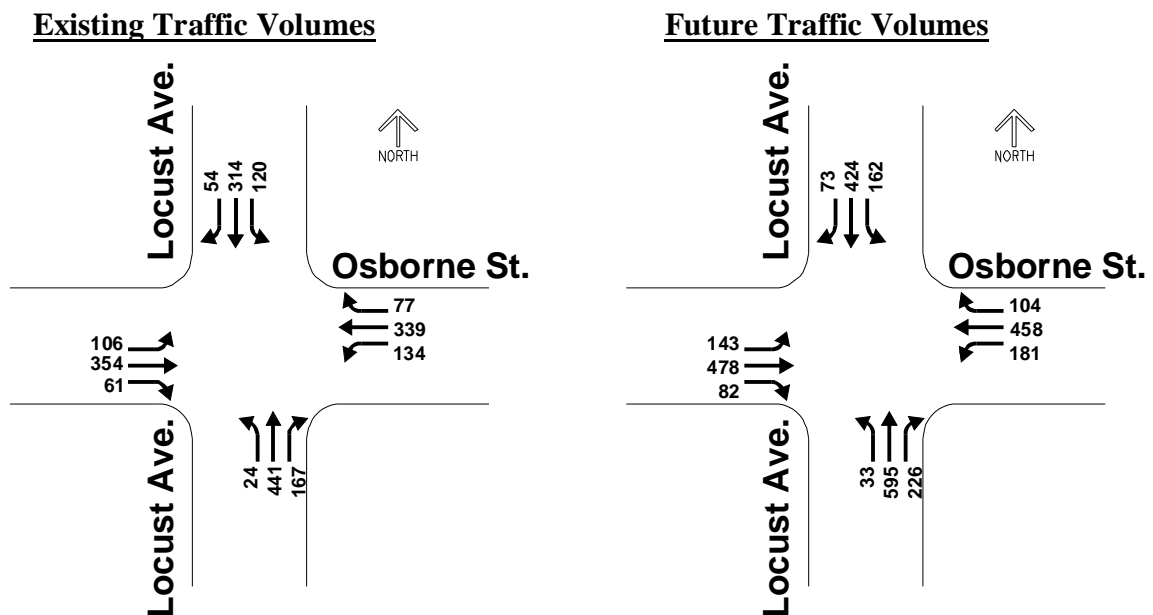 Existing Traffic Volumes
Locust Ave.
54
314
120
NORTH
Osborne St.
77
339
134
106
354
61
Locust Ave.
24
441
167
Future Traffic Volumes
Locust Ave.
73
424
162
NORTH
Osborne St.
104
458
181
143
478
82
Locust Ave.
33
595
226